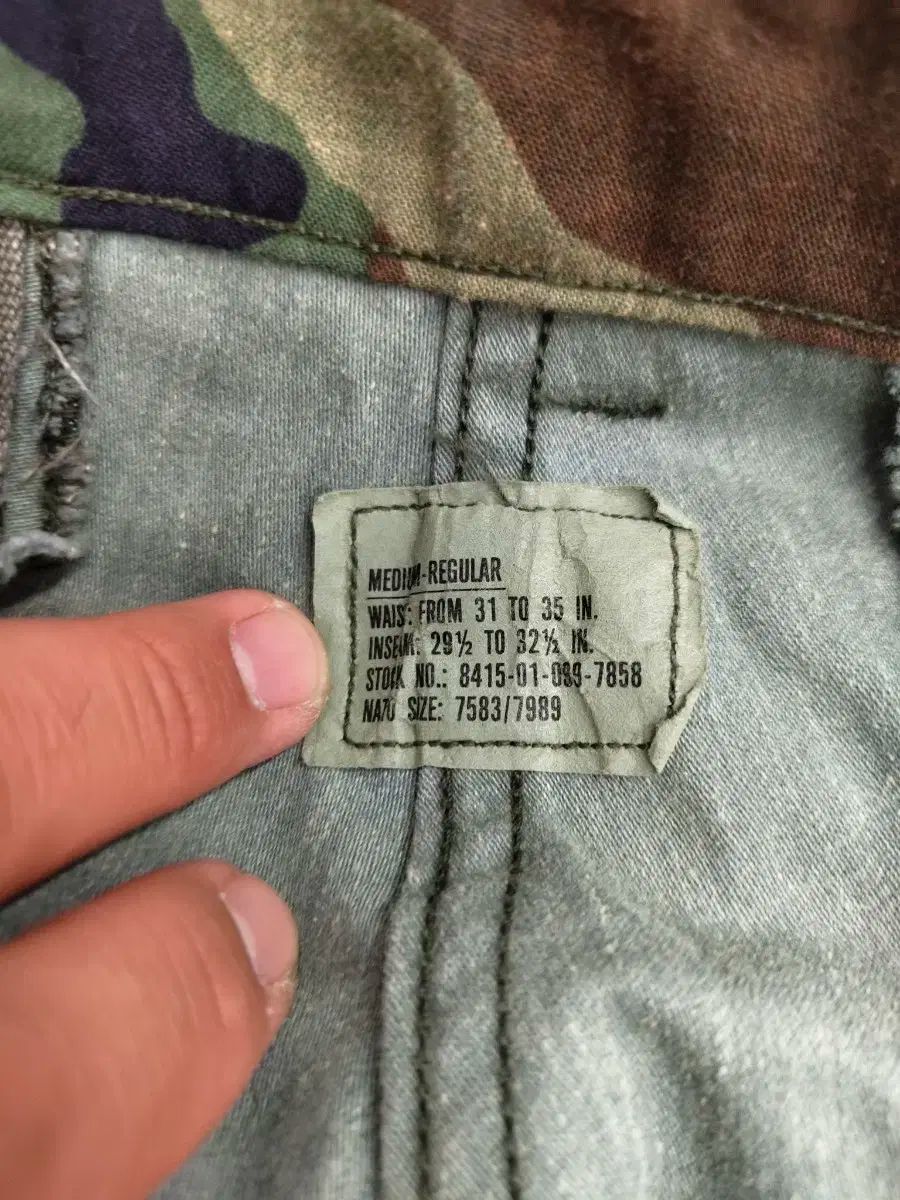 MEDIUM-REGULAR
WAIST: FROM 31 TO 35 IN.
INSEAM: 29½ TO 32½ IN.
STOCK NO.: 8415-01-089-7858
NATO SIZE: 7583/7989